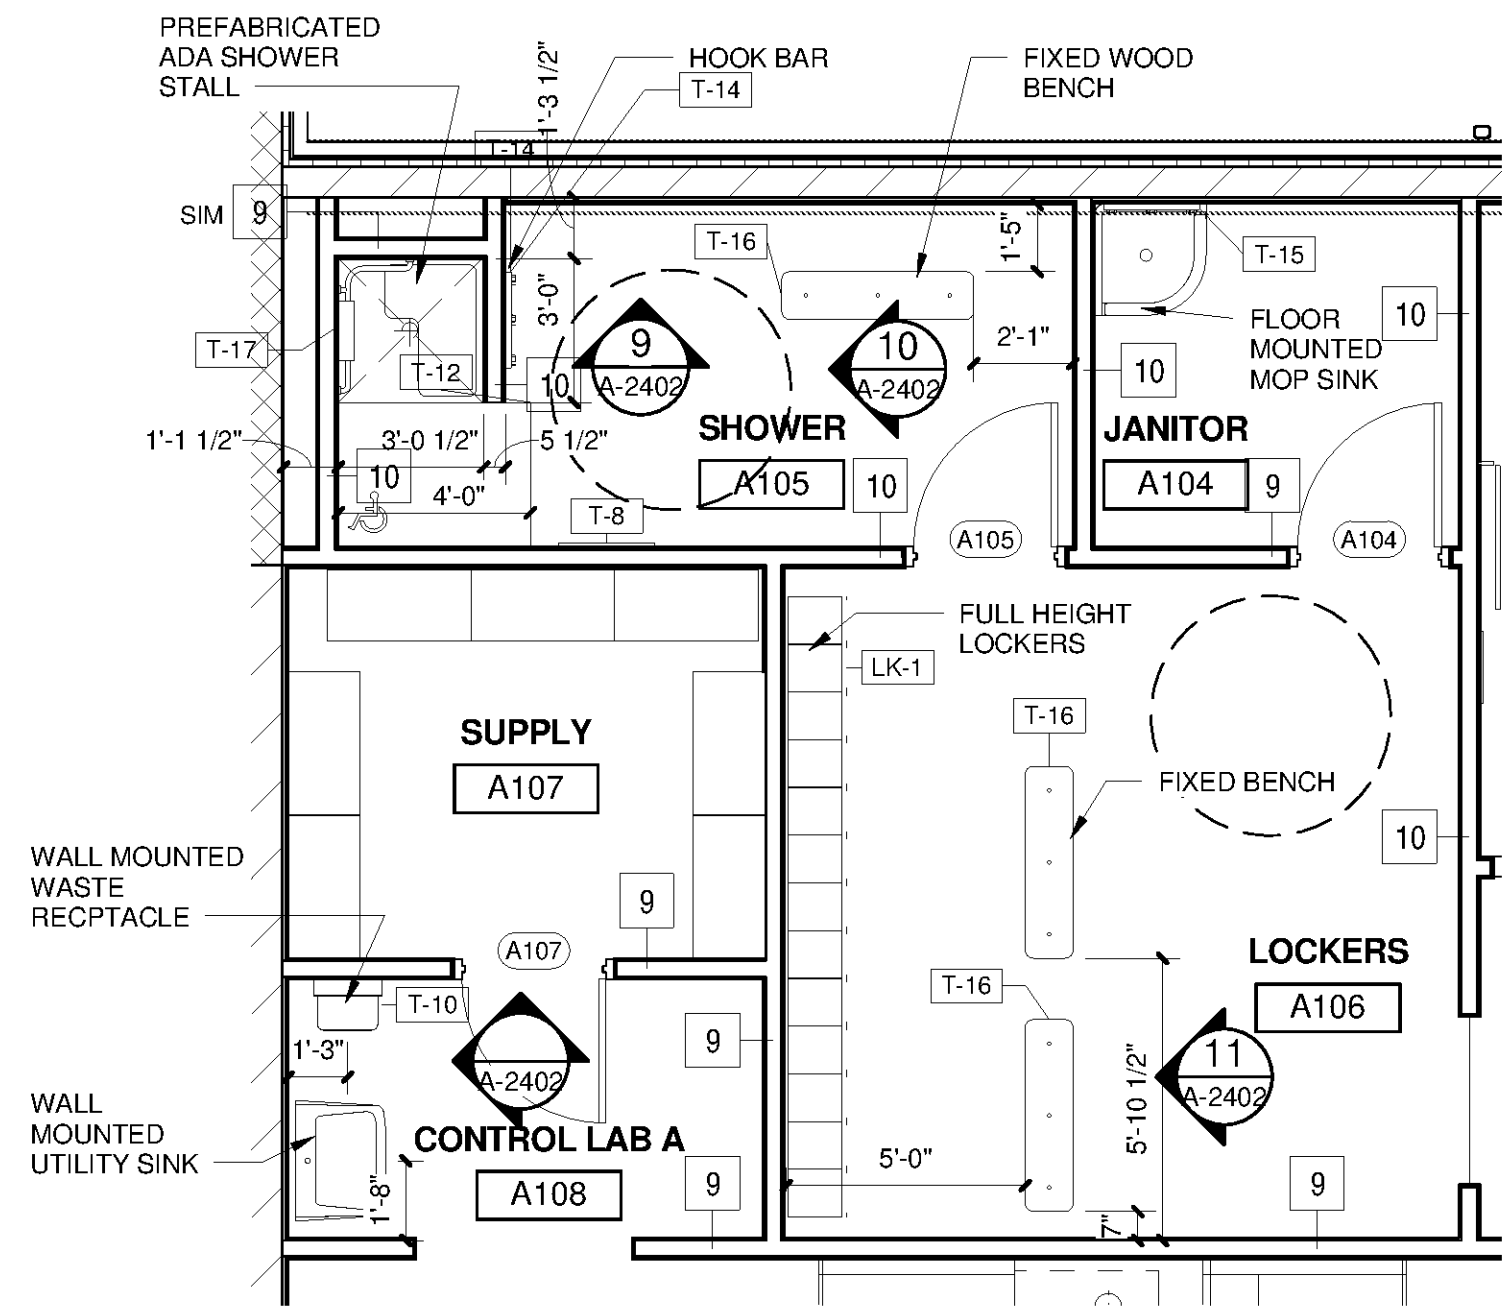 PREFABRICATED
ADA SHOWER
STALL
1'-3 1/2"
HOOK BAR
T-14
FIXED WOOD
BENCH
T-14
SIM
9
T-16
1'-5"
T-15
3'-0"
10
FLOOR
MOUNTED
MOP SINK
T-17
T-12
9
A-2402
10
A-2402
2'-1"
10
10
SHOWER
A105
JANITOR
A104
1'-1 1/2"
3'-0 1/2"
5 1/2"
10
4'-0"
10
9
T-8
A105
A104
FULL HEIGHT
LOCKERS
LK-1
T-16
SUPPLY
A107
FIXED BENCH
10
WALL MOUNTED
WASTE
RECPTACLE
9
A107
LOCKERS
A106
T-16
T-10
9
1'-3"
A-2402
11
A-2402
5'-10 1/2"
WALL
MOUNTED
UTILITY SINK
CONTROL LAB A
A108
9
1'-8"
5'-0"
9
7"